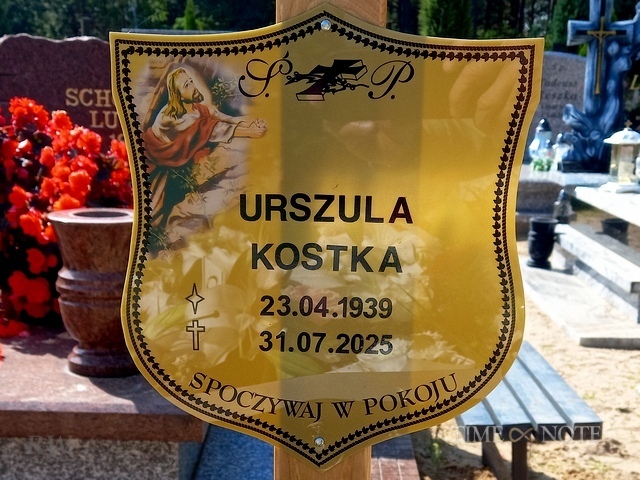 Ś. P.
URSZULA
KOSTKA
23.04.1939
31.07.2025
SPOCZYWAJ W POKOJU